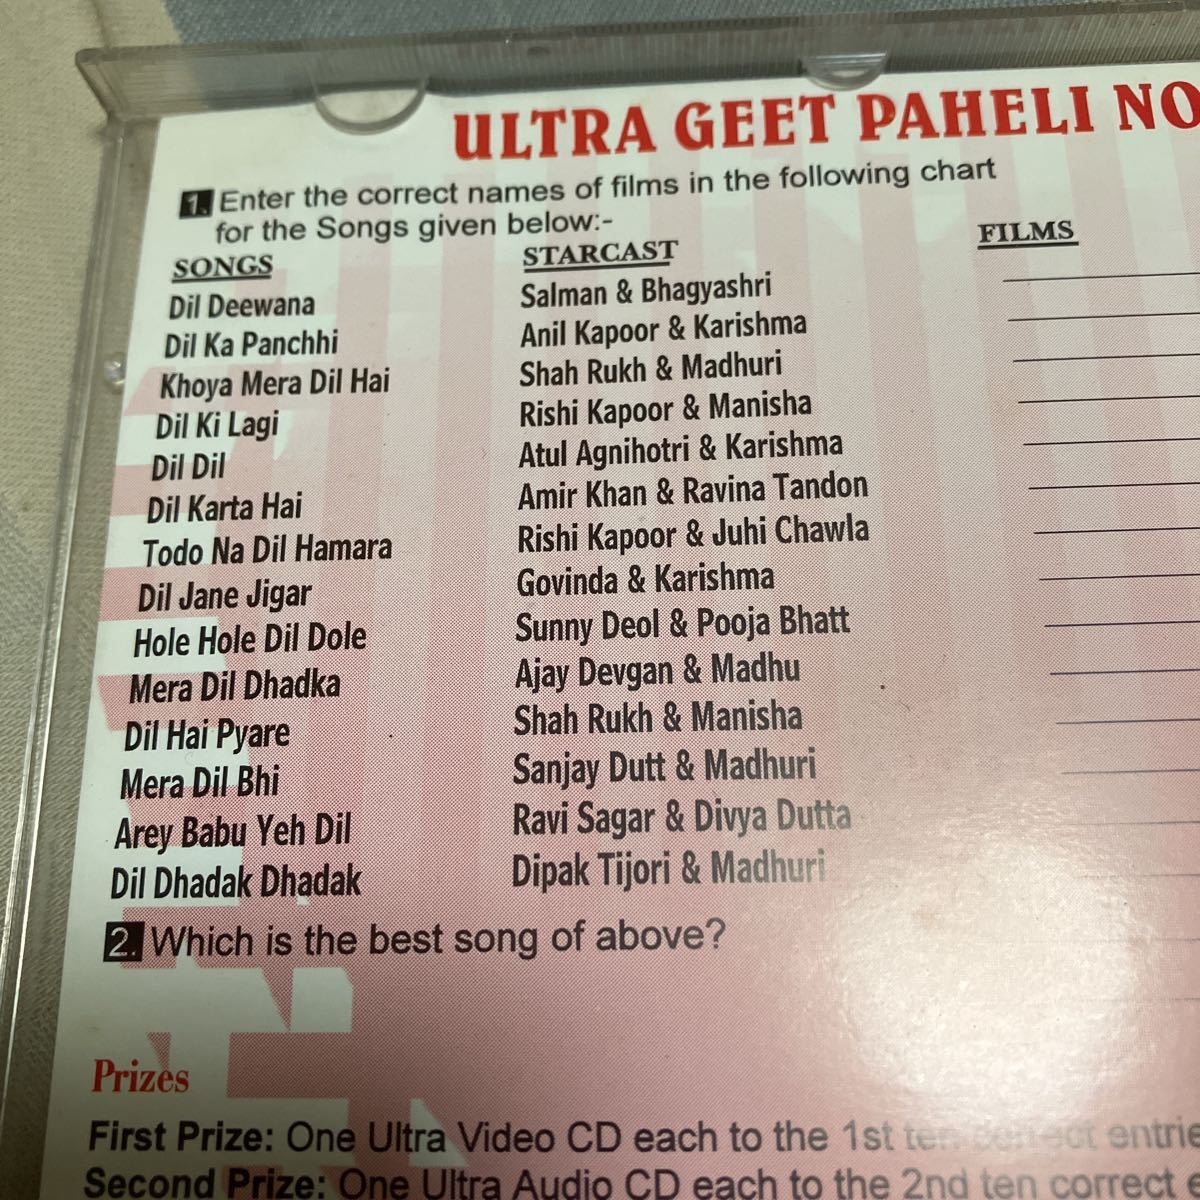 ULTRA GEET PAHELI NO
1. Enter the correct names of films in the following chart
for the Songs given below:-
SONGS STARCAST FILMS
Dil Deewana Salman & Bhagyashri
Dil Ka Panchhi Anil Kapoor & Karishma
Khoya Mera Dil Hai Shah Rukh & Madhuri
Dil Ki Lagi Rishi Kapoor & Manisha
Dil Dil Atul Agnihotri & Karishma
Dil Karta Hai Amir Khan & Ravina Tandon
Todo Na Dil Hamara Rishi Kapoor & Juhi Chawla
Dil Jane Jigar Govinda & Karishma
Hole Hole Dil Dole Sunny Deol & Pooja Bhatt
Mera Dil Dhadka Ajay Devgan & Madhu
Dil Hai Pyare Shah Rukh & Manisha
Mera Dil Bhi Sanjay Dutt & Madhuri
Arey Babu Yeh Dil Ravi Sagar & Divya Dutta
Dil Dhadak Dhadak Dipak Tijori & Madhuri
2. Which is the best song of above?
Prizes
First Prize: One Ultra Video CD each to the 1st ten correct entrie
Second Prize: One Ultra Audio CD each to the 2nd ten correct